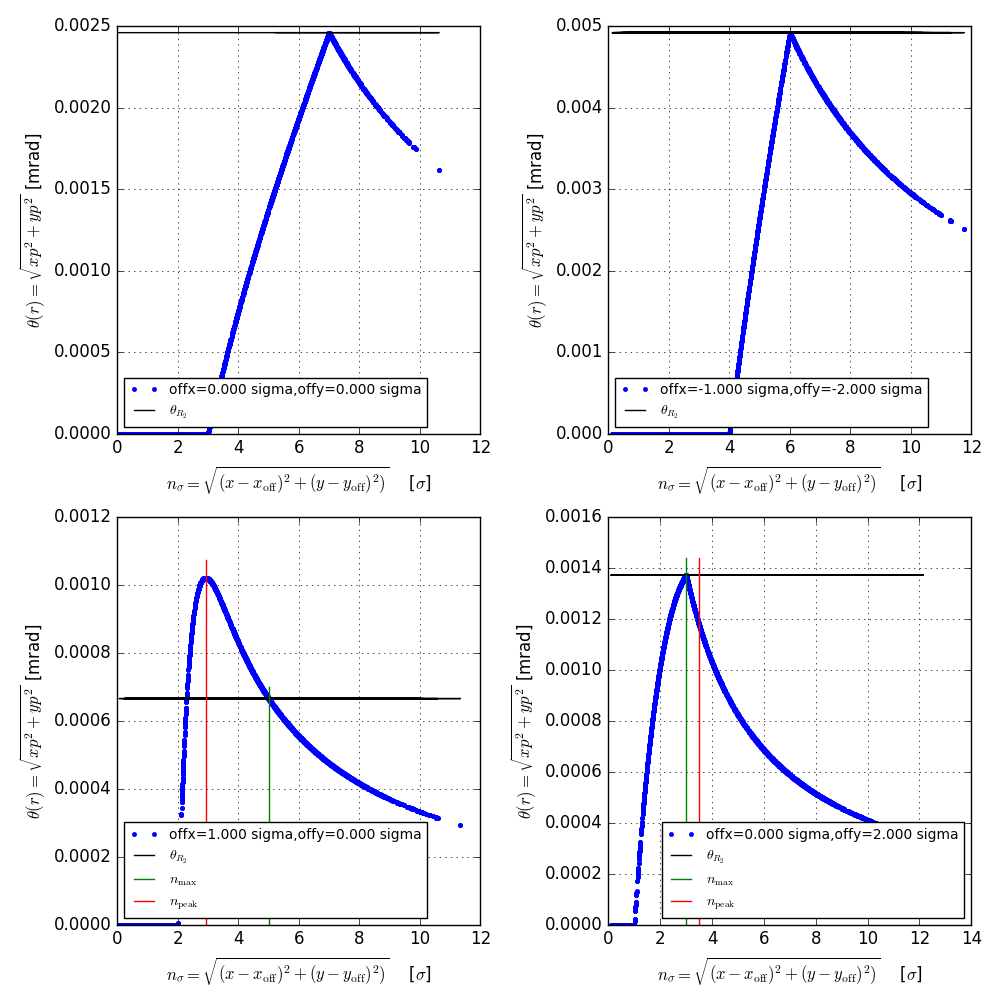 0.0025
0.0020
0.0015
0.0010
0.0005
0.0000
θ(r) = √xp² + yp² [mrad]
0 2 4 6 8 10 12
offx=0.000 sigma,offy=0.000 sigma
θ_R₂
n_σ = √(x − x_off)² + (y − y_off)²) [σ]
0.005
0.004
0.003
0.002
0.001
0.000
θ(r) = √xp² + yp² [mrad]
0 2 4 6 8 10 12
offx=-1.000 sigma,offy=-2.000 sigma
θ_R₂
n_σ = √(x − x_off)² + (y − y_off)²) [σ]
0.0012
0.0010
0.0008
0.0006
0.0004
0.0002
0.0000
θ(r) = √xp² + yp² [mrad]
0 2 4 6 8 10 12
offx=1.000 sigma,offy=0.000 sigma
θ_R₂
n_max
n_peak
n_σ = √(x − x_off)² + (y − y_off)²) [σ]
0.0016
0.0014
0.0012
0.0010
0.0008
0.0006
0.0004
0.0002
0.0000
θ(r) = √xp² + yp² [mrad]
0 2 4 6 8 10 12 14
offx=0.000 sigma,offy=2.000 sigma
θ_R₂
n_max
n_peak
n_σ = √(x − x_off)² + (y − y_off)²) [σ]